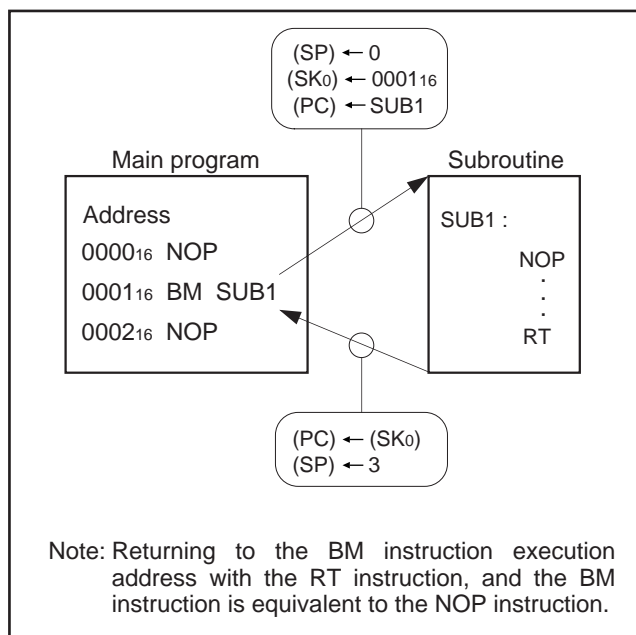 (SP) ← 0
(SK0) ← 000116
(PC) ← SUB1
Main program
Subroutine
Address
000016 NOP
000116 BM SUB1
000216 NOP
SUB1 :
NOP
.
.
.
RT
(PC) ← (SK0)
(SP) ← 3
Note: Returning to the BM instruction execution
address with the RT instruction, and the BM
instruction is equivalent to the NOP instruction.